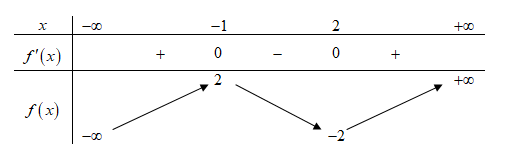 x −∞ −1 2 +∞
f′(x) + 0 − 0 +
2 +∞
f(x)
−∞ −2